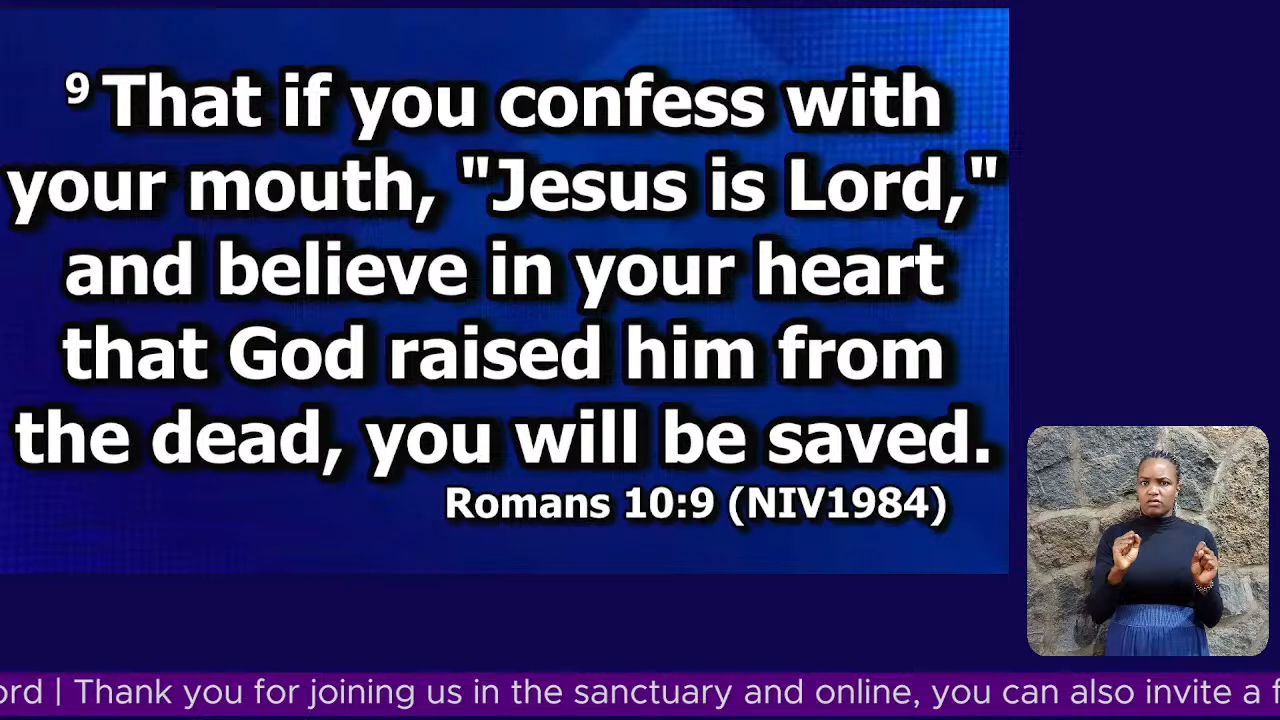 9 That if you confess with
your mouth, "Jesus is Lord,"
and believe in your heart
that God raised him from
the dead, you will be saved.
Romans 10:9 (NIV1984)
| Thank you for joining us in the sanctuary and online, you can also invite a